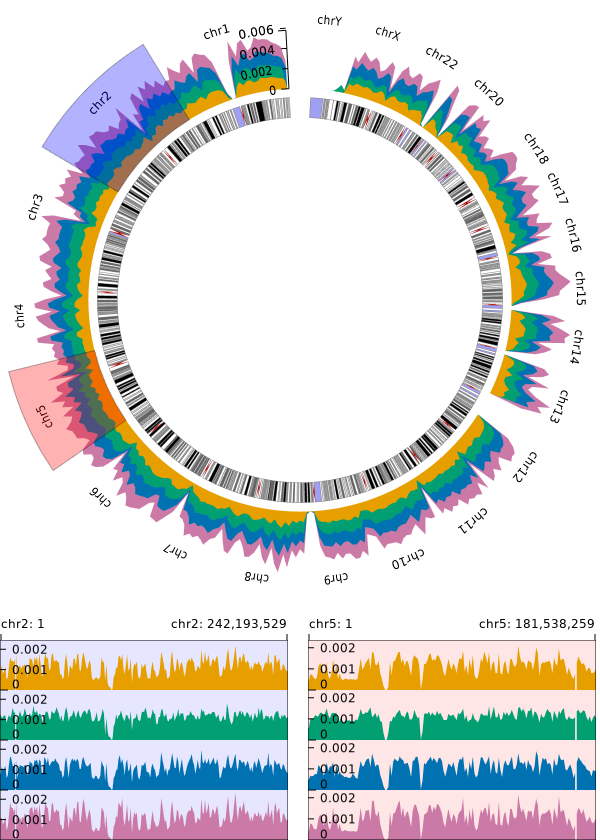 chrY
chr1
0.006
0.004
0.002
0
chrX
chr22
chr20
chr18
chr17
chr16
chr15
chr14
chr13
chr12
chr11
chr10
chr9
chr8
chr7
chr6
chr5
chr4
chr3
chr2
chr2: 1
chr2: 242,193,529
chr5: 1
chr5: 181,538,259
0.002
0.001
0
0.002
0.001
0
0.002
0.001
0
0.002
0.001
0
0.002
0.001
0
0.002
0.001
0
0.002
0.001
0
0.002
0.001
0